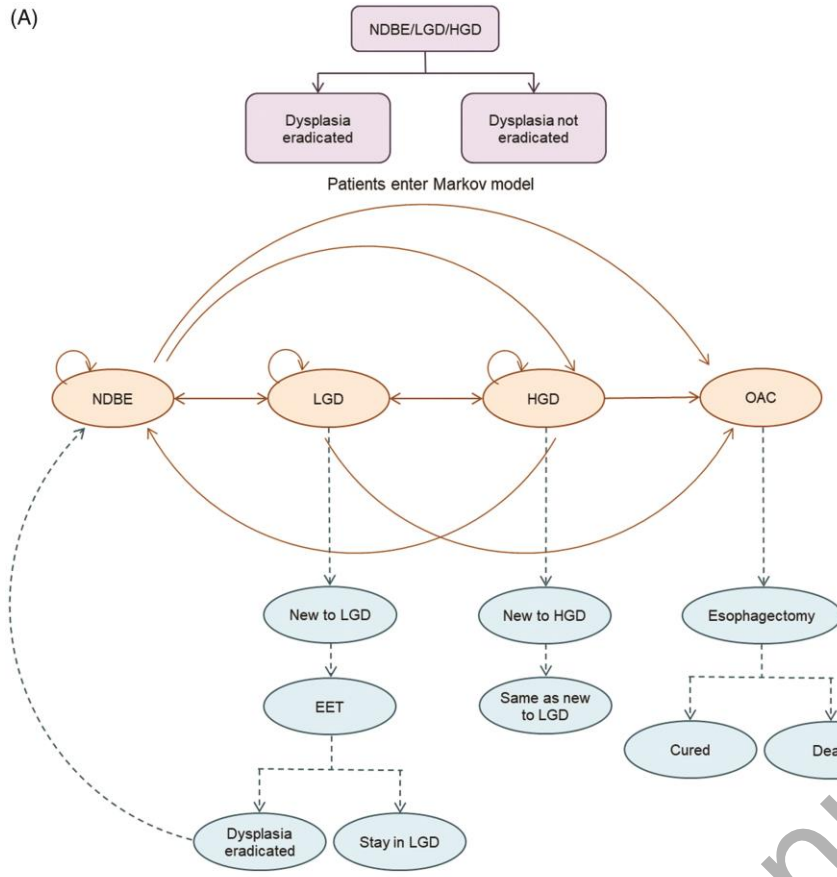 (A)
NDBE/LGD/HGD
Dysplasia
eradicated
Dysplasia not
eradicated
Patients enter Markov model
NDBE
LGD
HGD
OAC
New to LGD
New to HGD
Esophagectomy
EET
Same as new
to LGD
Cured
Dysplasia
eradicated
Stay in LGD